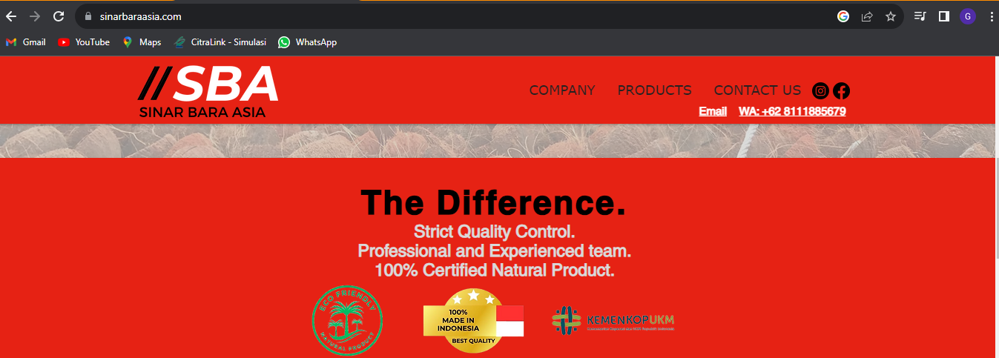 sinarbaraasia.com
G
Gmail
YouTube
Maps
CitraLink - Simulasi
WhatsApp
//SBA
SINAR BARA ASIA
COMPANY
PRODUCTS
CONTACT US
Email
WA: +62 8111885679
The Difference.
Strict Quality Control.
Professional and Experienced team.
100% Certified Natural Product.
ECO FRIENDLY
NATURAL PRODUCT
100%
MADE IN
INDONESIA
BEST QUALITY
KEMENKOPUKM